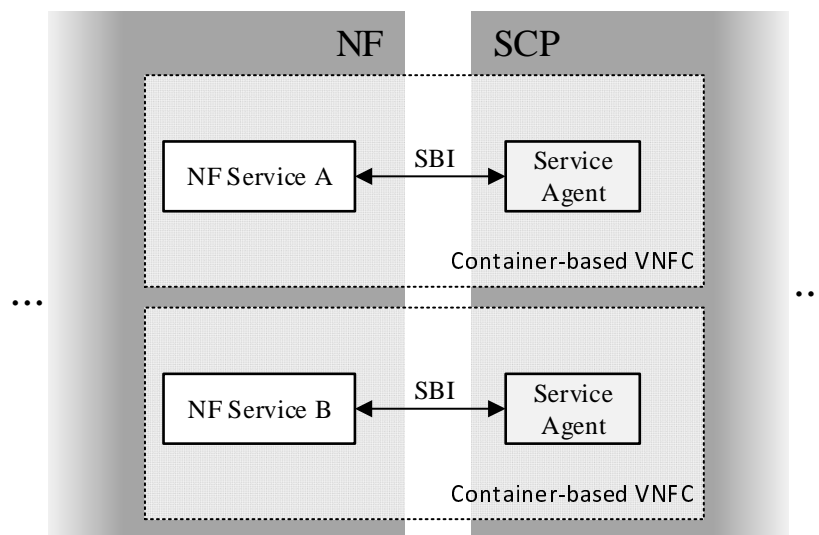 NF SCP
NF Service A
SBI
Service
Agent
Container-based VNFC
...
..
NF Service B
SBI
Service
Agent
Container-based VNFC